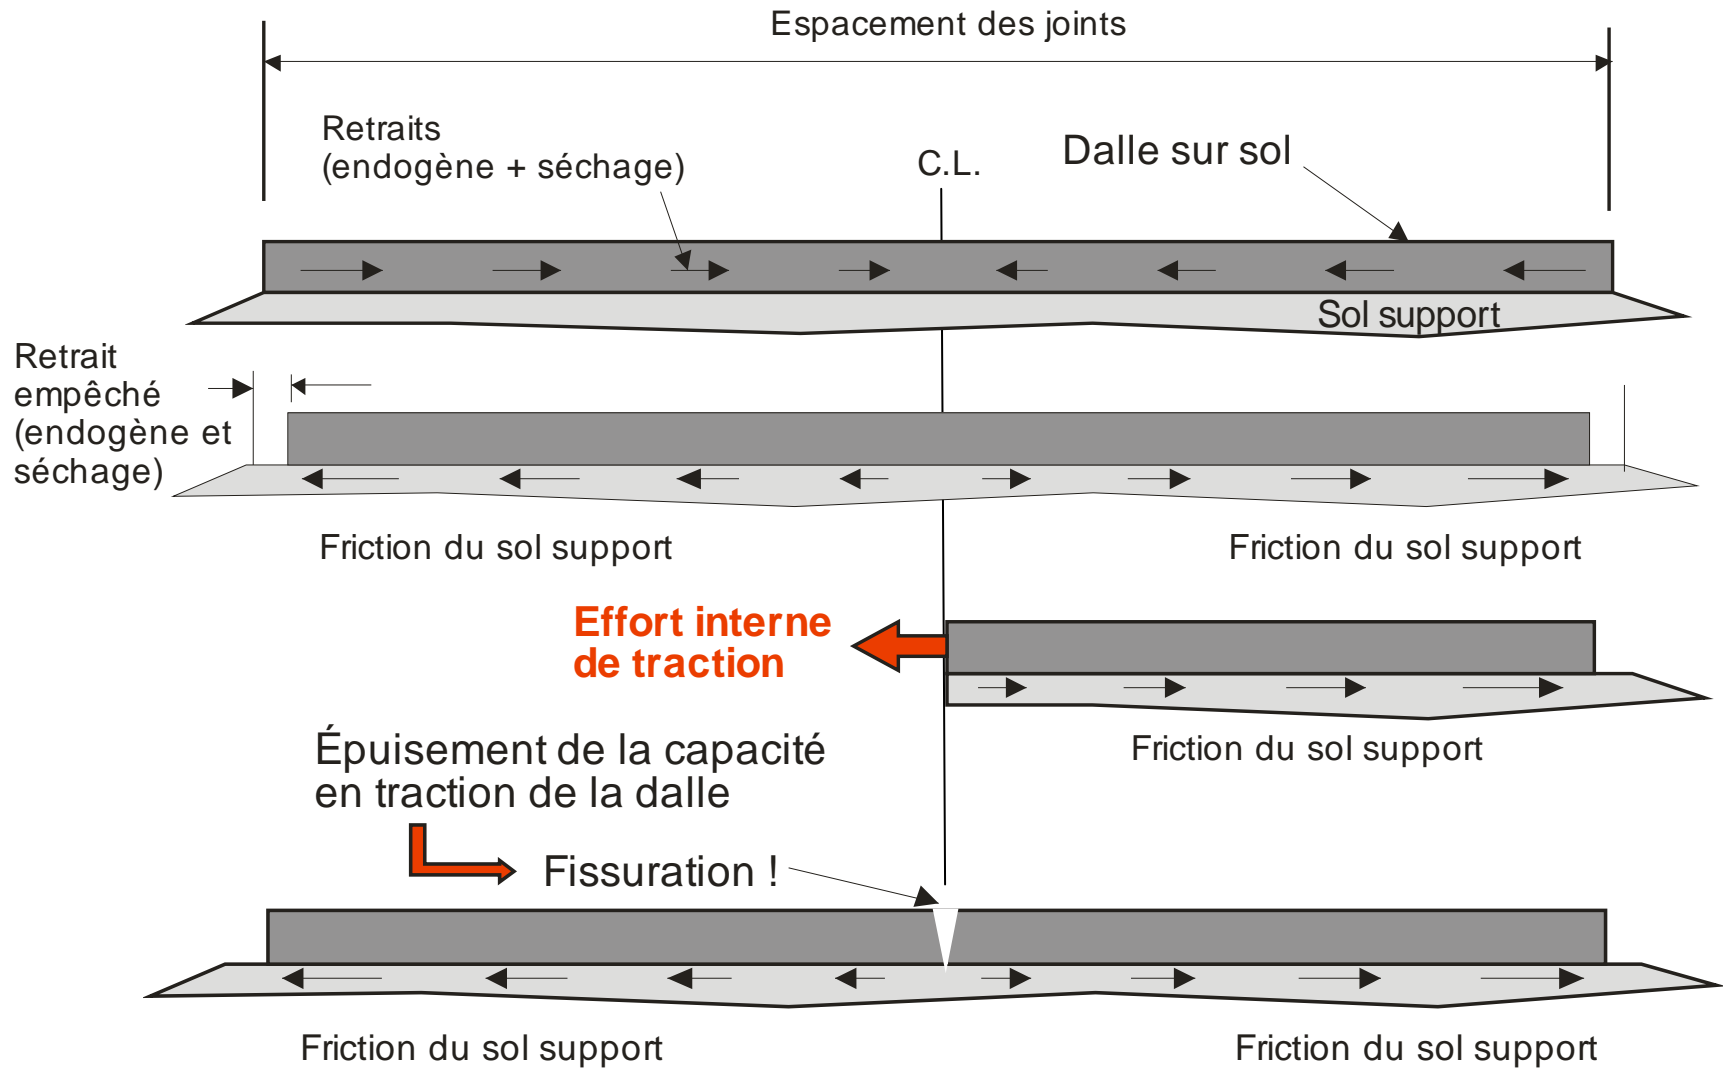 Espacement des joints
Retraits
(endogène + séchage)
C.L.
Dalle sur sol
Sol support
Retrait
empêché
(endogène et
séchage)
Friction du sol support
Friction du sol support
Effort interne
de traction
Friction du sol support
Épuisement de la capacité
en traction de la dalle
Fissuration !
Friction du sol support
Friction du sol support